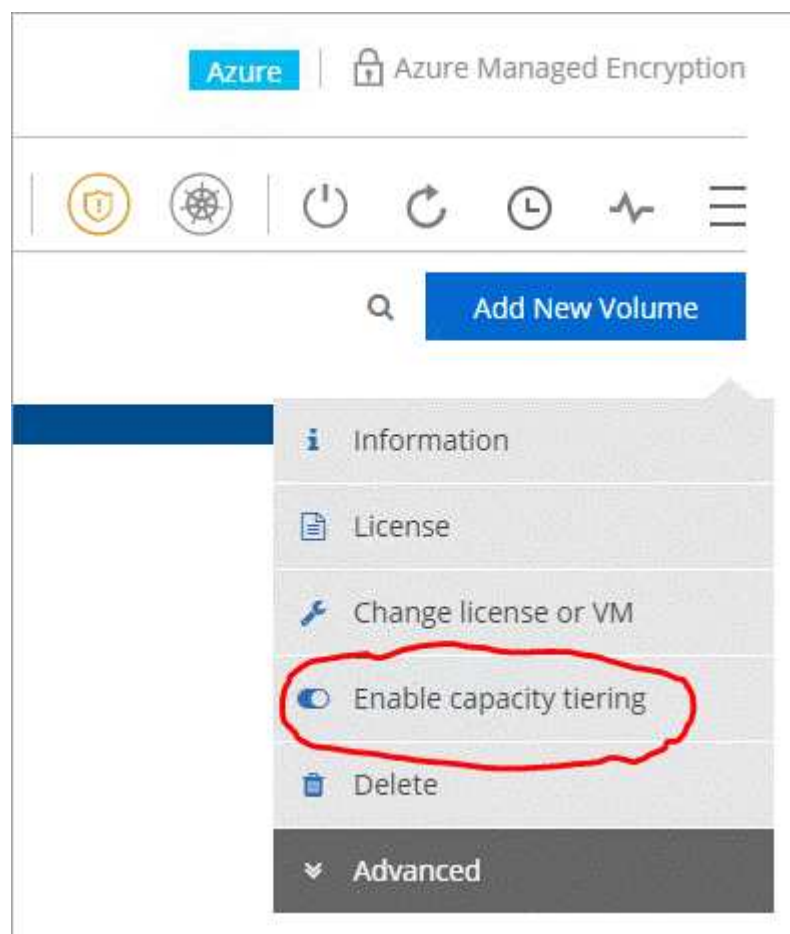 Azure
Azure Managed Encryption
Add New Volume
Information
License
Change license or VM
Enable capacity tiering
Delete
Advanced